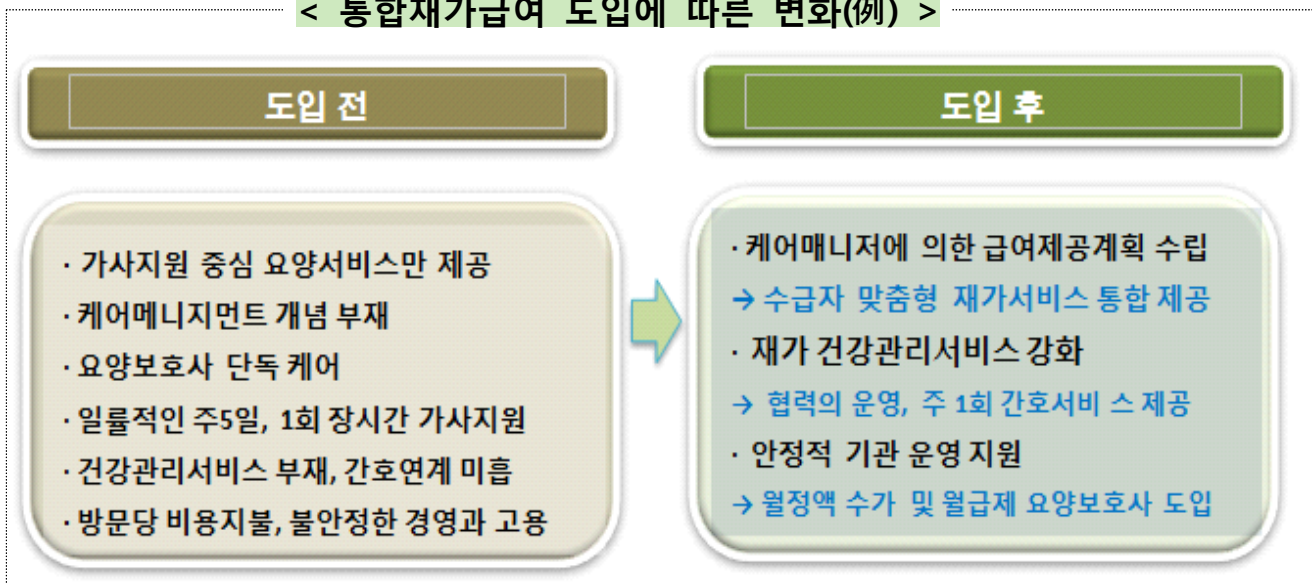 < 통합재가급여 도입에 따른 변화(例) >
도입 전
도입 후
· 가사지원 중심 요양서비스만 제공
· 케어메니지먼트 개념 부재
· 요양보호사 단독 케어
· 일률적인 주5일, 1회 장시간 가사지원
· 건강관리서비스 부재, 간호연계 미흡
· 방문당 비용지불, 불안정한 경영과 고용
· 케어매니저에 의한 급여제공계획 수립
→ 수급자 맞춤형 재가서비스 통합 제공
· 재가 건강관리서비스 강화
→ 협력의 운영, 주 1회 간호서비 스 제공
· 안정적 기관 운영 지원
→ 월정액 수가 및 월급제 요양보호사 도입